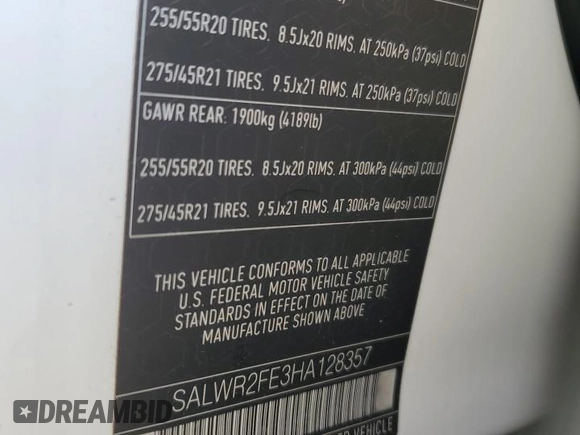 255/55R20 TIRES. 8.5Jx20 RIMS. AT 250kPa (37psi) COLD
275/45R21 TIRES. 9.5Jx21 RIMS. AT 250kPa (37psi) COLD
GAWR REAR: 1900kg (4189lb)
255/55R20 TIRES. 8.5Jx20 RIMS. AT 300kPa (44psi) COLD
275/45R21 TIRES. 9.5Jx21 RIMS. AT 300kPa (44psi) COLD
THIS VEHICLE CONFORMS TO ALL APPLICABLE
U.S. FEDERAL MOTOR VEHICLE SAFETY
STANDARDS IN EFFECT ON THE DATE OF
MANUFACTURE SHOWN ABOVE
SALWR2FE3HA128357
VEHICLE
DREAMBID